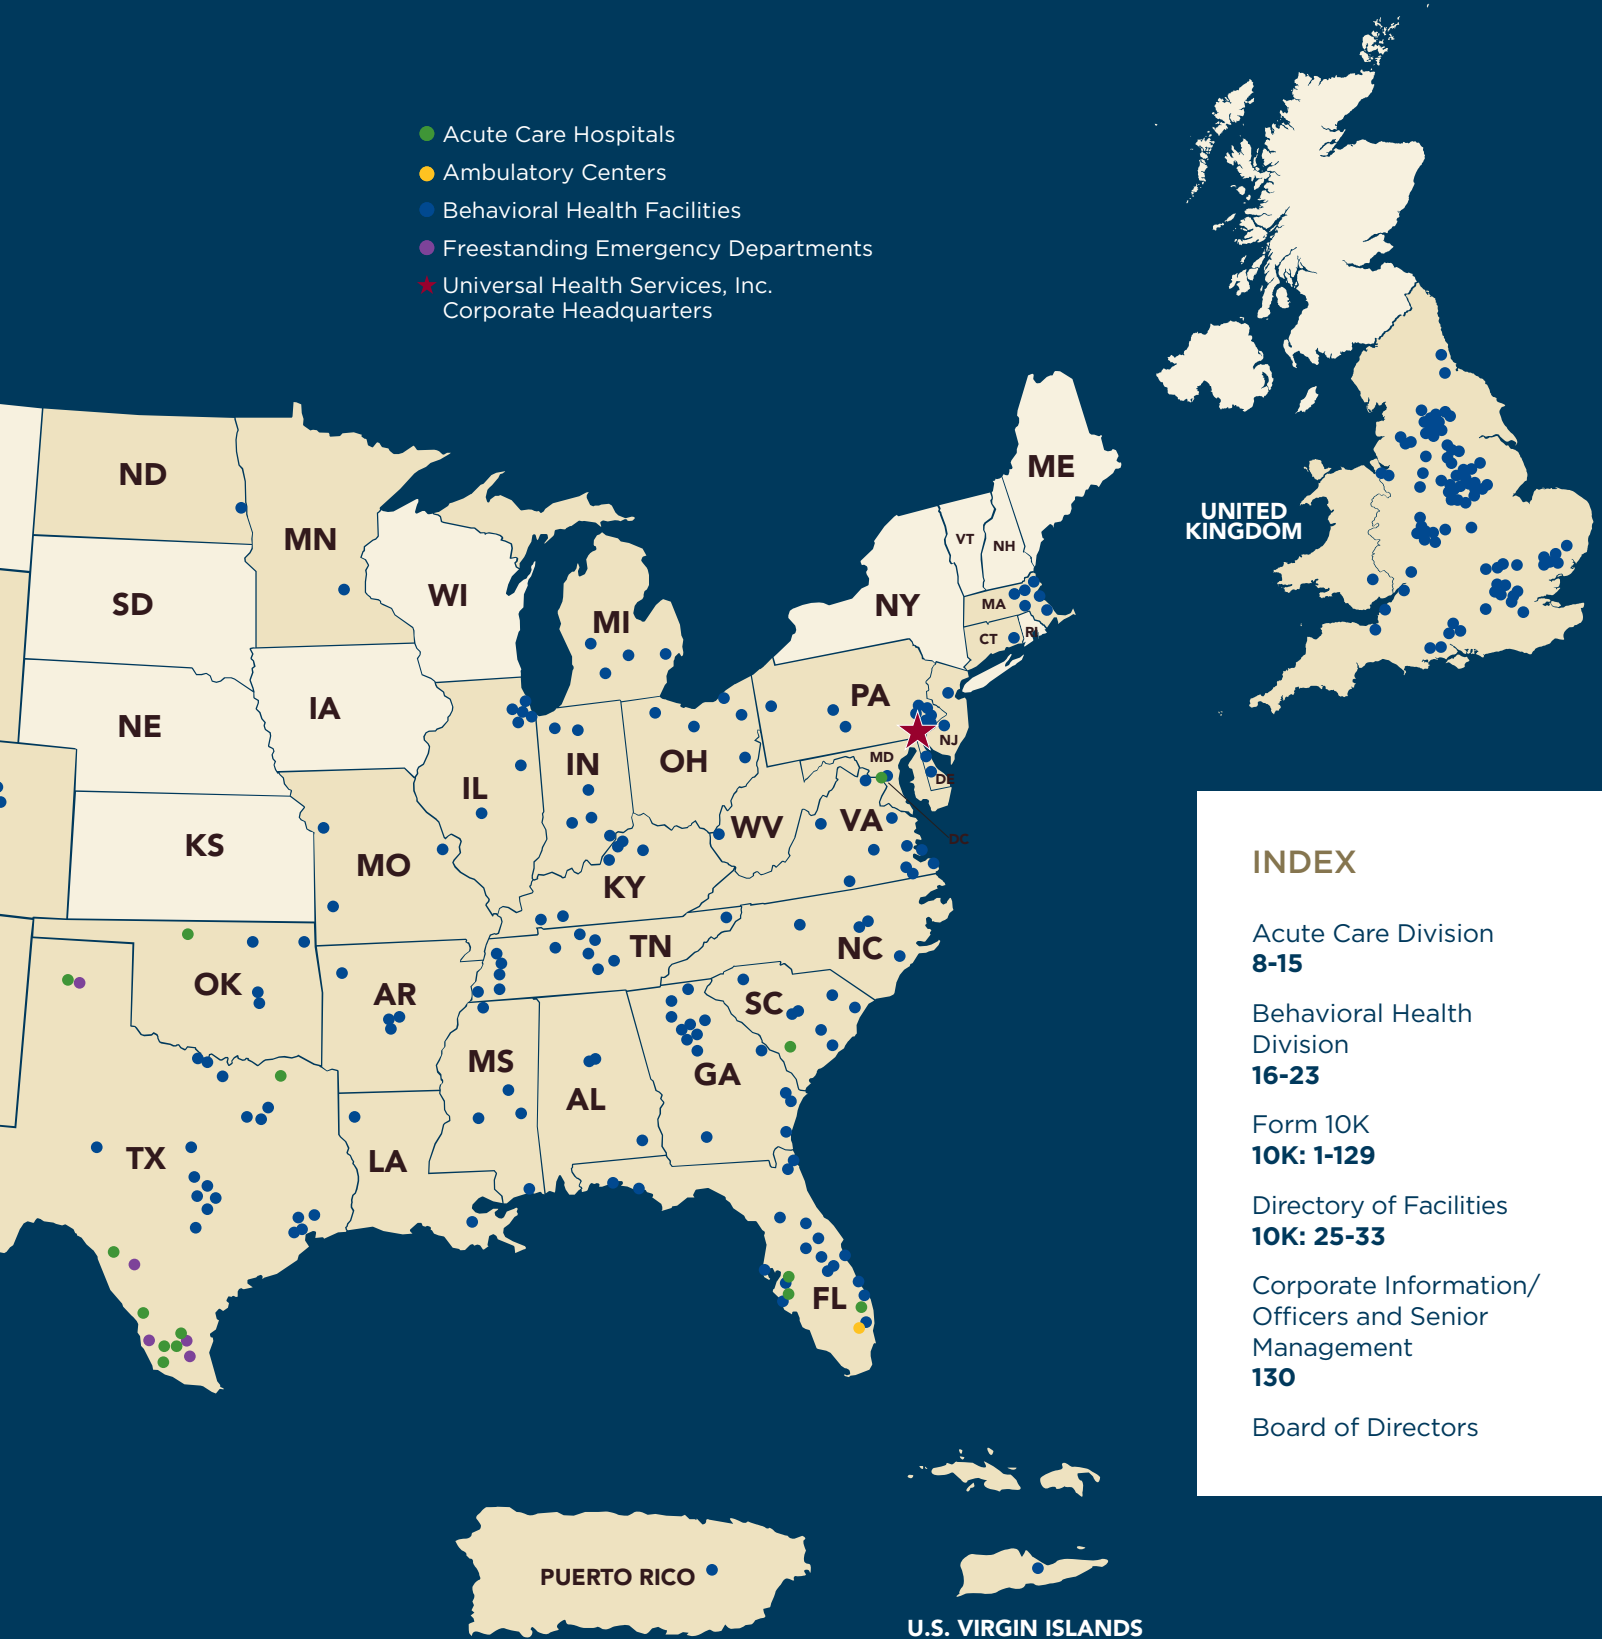 Acute Care Hospitals
Ambulatory Centers
Behavioral Health Facilities
Freestanding Emergency Departments
Universal Health Services, Inc.
Corporate Headquarters
ME
ND
UNITED
KINGDOM
MN
VT
NH
WI
SD
NY
MA
MI
CT
RI
PA
IA
NE
NJ
MD
IN
OH
DE
IL
WV
VA
DC
KS
MO
KY
TN
NC
OK
AR
SC
MS
GA
AL
TX
LA
FL
INDEX
Acute Care Division
8-15
Behavioral Health
Division
16-23
Form 10K
10K: 1-129
Directory of Facilities
10K: 25-33
Corporate Information/
Officers and Senior
Management
130
Board of Directors
PUERTO RICO
U.S. VIRGIN ISLANDS